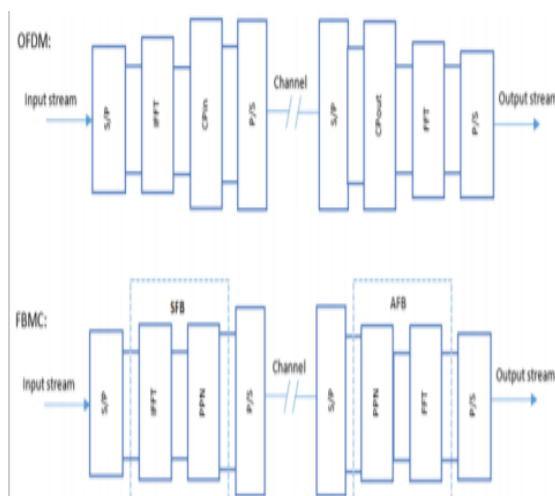 OFDM:
Input stream
S/P
IFFT
CPin
P/S
Channel
S/P
CPout
FFT
P/S
Output stream
FBMC:
SFB
AFB
Input stream
S/P
IFFT
PPN
P/S
Channel
S/P
PPN
FFT
P/S
Output stream